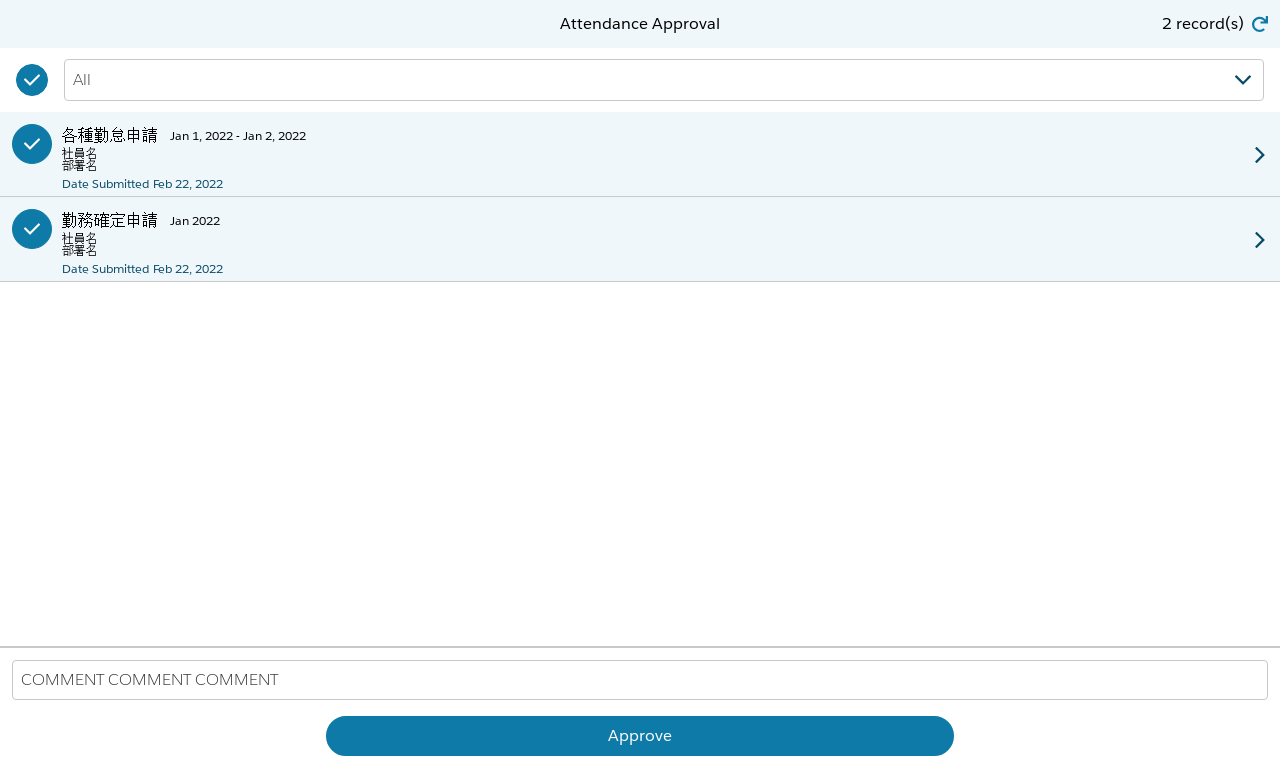 Attendance Approval
2 record(s)
All
各種勤怠申請 Jan 1, 2022 - Jan 2, 2022
社員名
部署名
Date Submitted Feb 22, 2022
勤務確定申請 Jan 2022
社員名
部署名
Date Submitted Feb 22, 2022
COMMENT COMMENT COMMENT
Approve